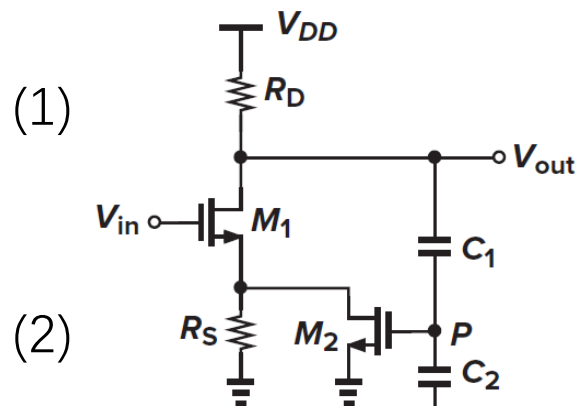 V_DD
(1) R_D
V_out
V_in M_1
C_1
(2) R_S M_2 P
C_2